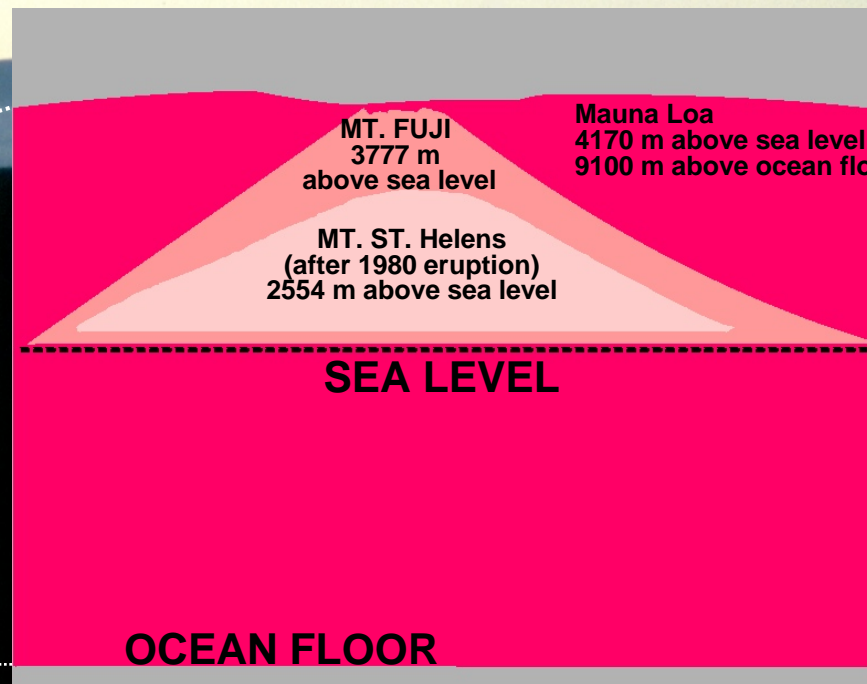 MT. FUJI
3777 m
above sea level
Mauna Loa
4170 m above sea level
9100 m above ocean flo
MT. ST. Helens
(after 1980 eruption)
2554 m above sea level
SEA LEVEL
OCEAN FLOOR